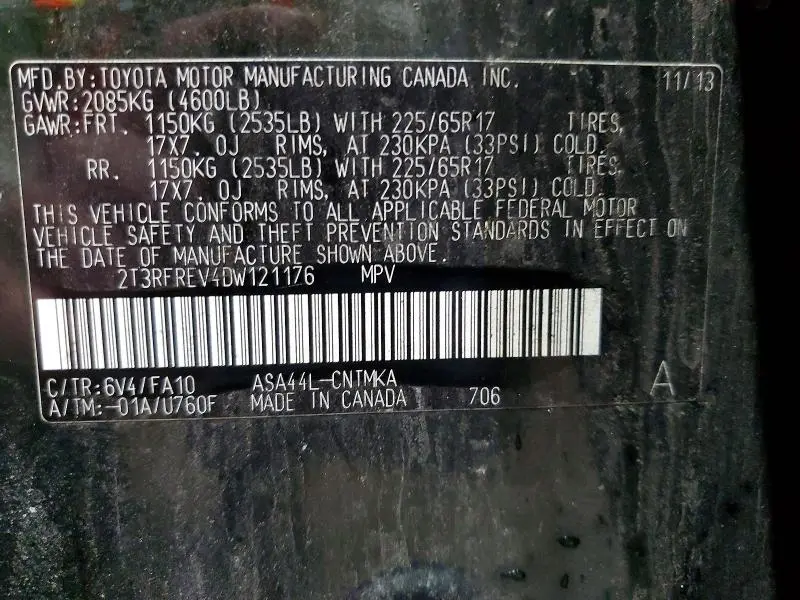 MFD.BY:TOYOTA MOTOR MANUFACTURING CANADA INC. 11/13
GVWR:2085KG (4600LB)
GAWR:FRT. 1150KG (2535LB) WITH 225/65R17 TIRES,
17X7.0J RIMS, AT 230KPA (33PSI) COLD.
RR. 1150KG (2535LB) WITH 225/65R17 TIRES,
17X7.0J RIMS, AT 230KPA (33PSI) COLD.
THIS VEHICLE CONFORMS TO ALL APPLICABLE FEDERAL MOTOR
VEHICLE SAFETY AND THEFT PREVENTION STANDARDS IN EFFECT ON
THE DATE OF MANUFACTURE SHOWN ABOVE.
2T3RFREV4DW121176 MPV
C/TR:6V4/FA10 ASA44L-CNTMKA A
A/TM:-01A/U760F MADE IN CANADA 706